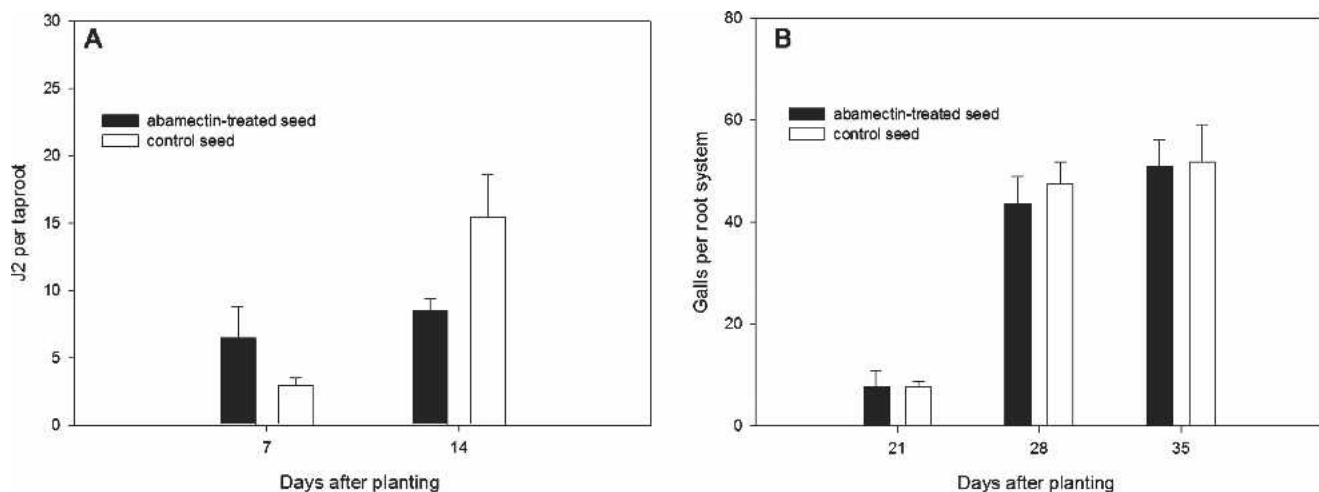 A
30
25
20
15
10
5
0
J2 per taproot
abamectin-treated seed
control seed
7
14
Days after planting
B
80
60
40
20
0
Galls per root system
abamectin-treated seed
control seed
21
28
35
Days after planting